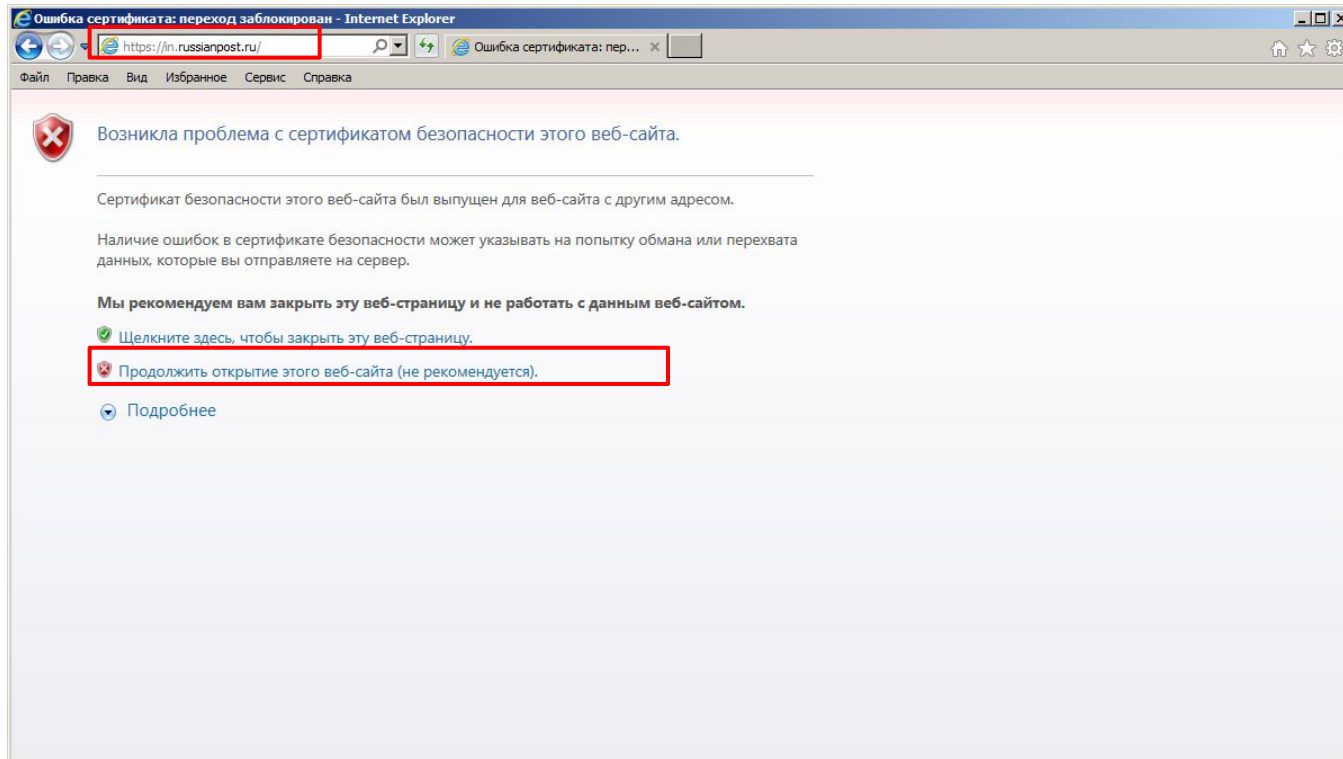 Ошибка сертификата: переход заблокирован - Internet Explorer
https://in.russianpost.ru/
Ошибка сертификата: пер...
Файл Правка Вид Избранное Сервис Справка
Возникла проблема с сертификатом безопасности этого веб-сайта.
Сертификат безопасности этого веб-сайта был выпущен для веб-сайта с другим адресом.
Наличие ошибок в сертификате безопасности может указывать на попытку обмана или перехвата
данных, которые вы отправляете на сервер.
Мы рекомендуем вам закрыть эту веб-страницу и не работать с данным веб-сайтом.
Щелкните здесь, чтобы закрыть эту веб-страницу.
Продолжить открытие этого веб-сайта (не рекомендуется).
Подробнее